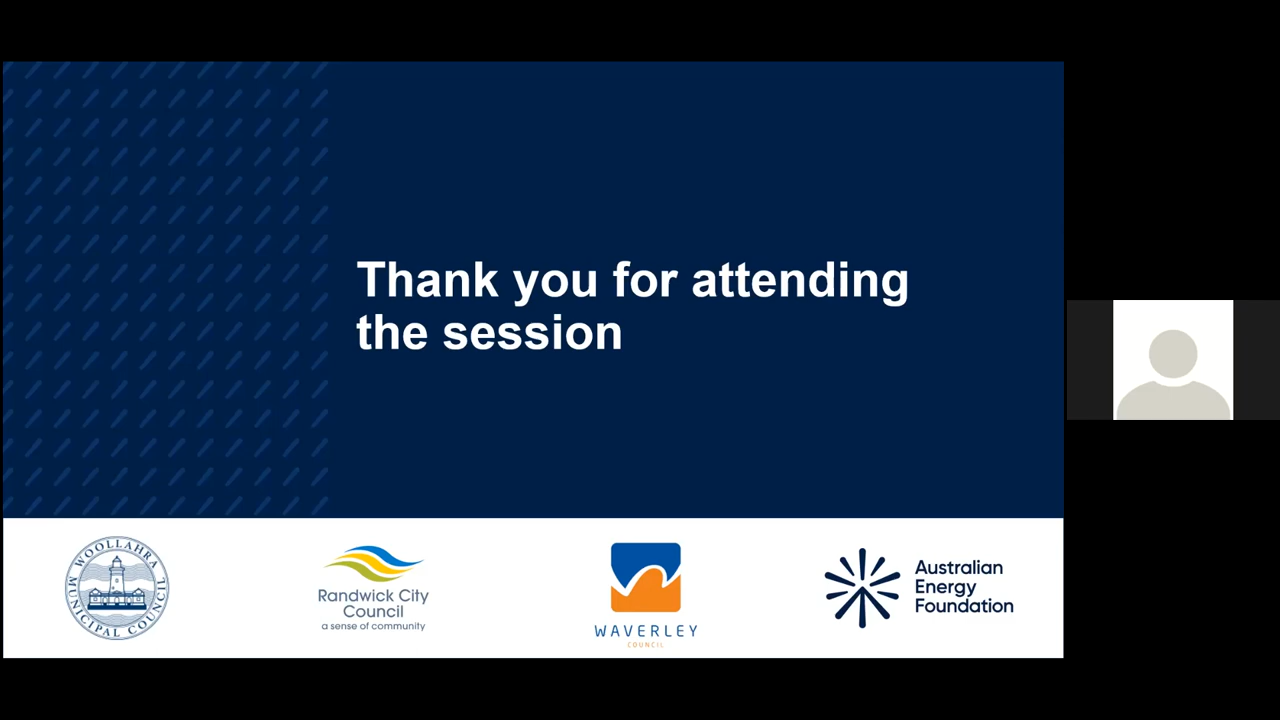 Thank you for attending
the session
WOOLLAHRA
MUNICIPAL COUNCIL
Randwick City
Council
a sense of community
WAVERLEY
COUNCIL
Australian
Energy
Foundation